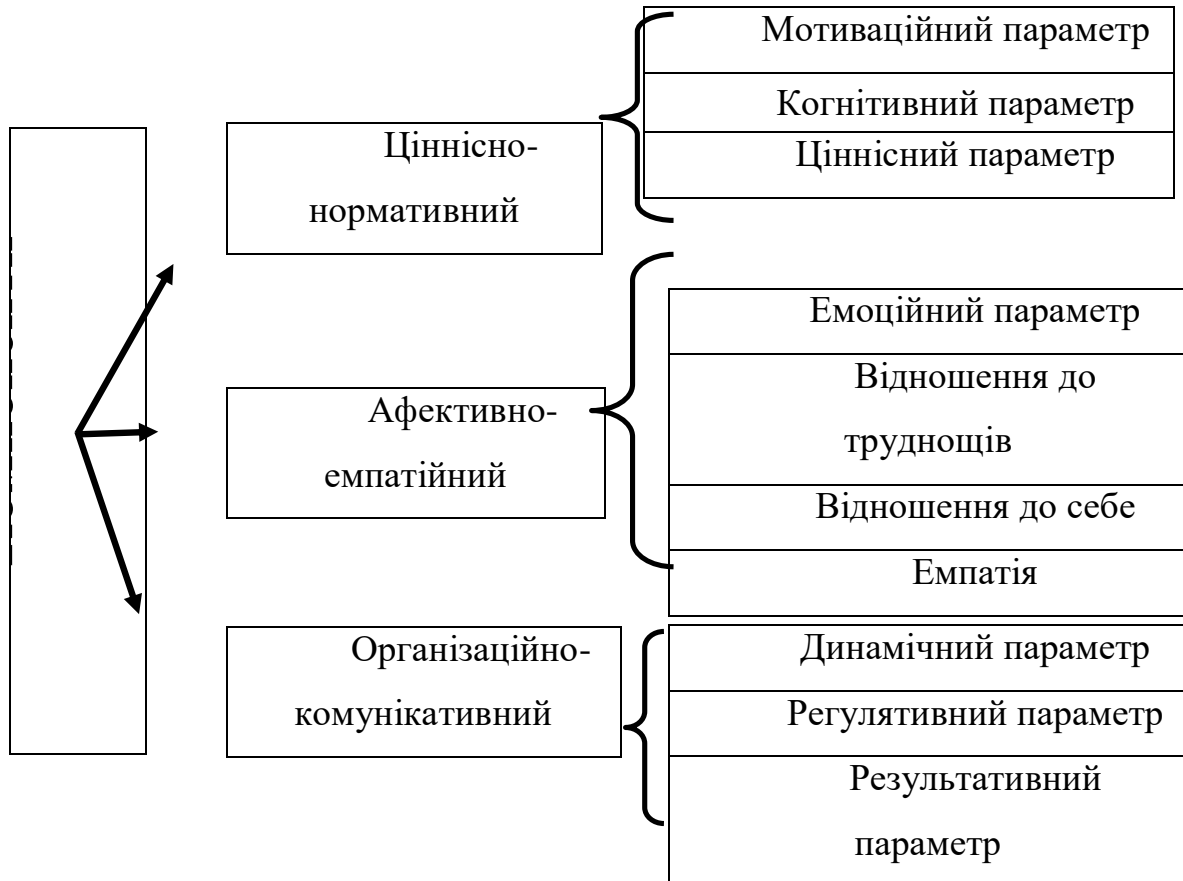 Ціннісно-
нормативний
Мотиваційний параметр
Когнітивний параметр
Ціннісний параметр
Афективно-
емпатійний
Емоційний параметр
Відношення до
труднощів
Відношення до себе
Емпатія
Організаційно-
комунікативний
Динамічний параметр
Регулятивний параметр
Результативний
параметр